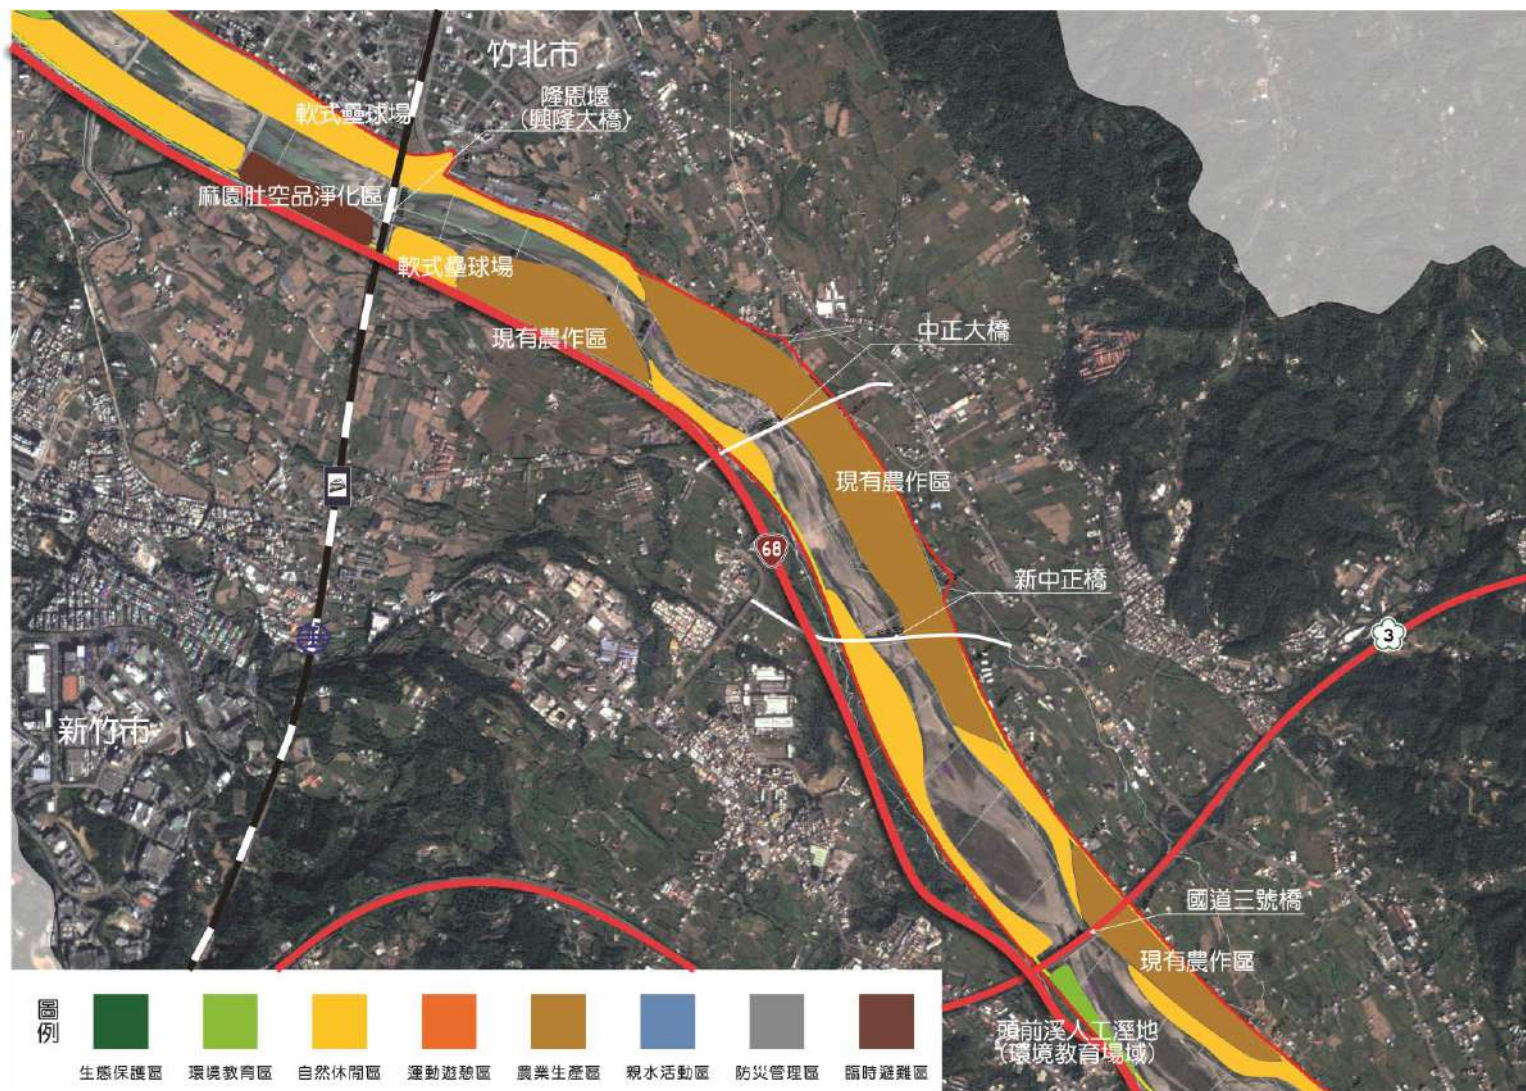 竹北市
隆恩堰
(興隆大橋)
軟式壘球場
麻園肚空品淨化區
軟式壘球場
現有農作區
中正大橋
現有農作區
68
新中正橋
3
新竹市
國道三號橋
現有農作區
頭前溪人工溼地
(環境教育場域)
圖例
生態保護區
環境教育區
自然休閒區
運動遊憩區
農業生產區
親水活動區
防災管理區
臨時避難區